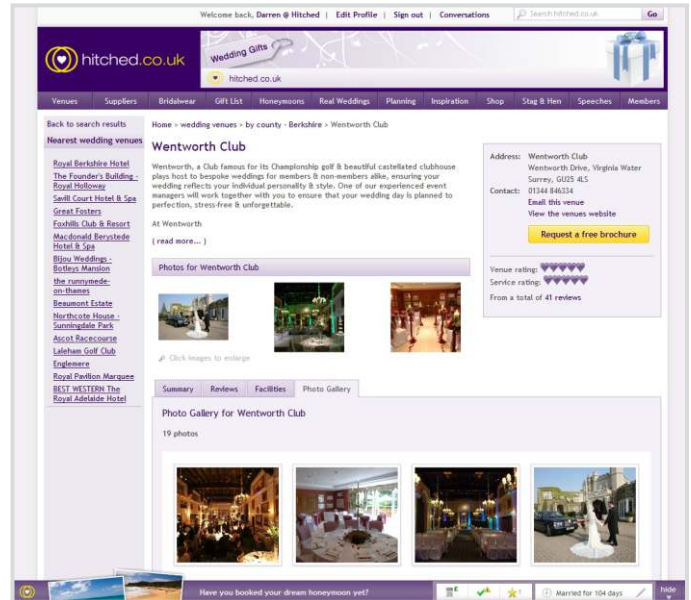 Welcome back, Darren @ Hitched | Edit Profile | Sign out | Conversations
Search hitched.co.uk
Go
hitched.co.uk
Wedding Gifts
hitched.co.uk
Venues Suppliers Bridalwear Gift List Honeymoons Real Weddings Planning Inspiration Shop Stag & Hen Speeches Members
Back to search results
Nearest wedding venues
Royal Berkshire Hotel
The Founder's Building -
Royal Holloway
Savill Court Hotel & Spa
Great Fosters
Foxhills Club & Resort
Macdonald Berystede
Hotel & Spa
Bijou Weddings -
Botleys Mansion
the runnymede-
on-thames
Beaumont Estate
Northcote House -
Sunningdale Park
Ascot Racecourse
Laleham Golf Club
Englemere
Royal Pavilion Marquee
BEST WESTERN The
Royal Adelaide Hotel
Home > wedding venues > by county - Berkshire > Wentworth Club
Wentworth Club
Wentworth, a Club famous for its Championship golf & beautiful castellated clubhouse
plays host to bespoke weddings for members & non-members alike, ensuring your
wedding reflects your individual personality & style. One of our experienced event
managers will work together with you to ensure that your wedding day is planned to
perfection, stress-free & unforgettable.
At Wentworth
( read more... )
Address: Wentworth Club
Wentworth Drive, Virginia Water
Surrey, GU25 4LS
Contact: 01344 846334
Email this venue
View the venues website
Request a free brochure
Venue rating:
Service rating:
From a total of 41 reviews
Photos for Wentworth Club
Click images to enlarge
Summary Reviews Facilities Photo Gallery
Photo Gallery for Wentworth Club
19 photos
Have you booked your dream honeymoon yet?
Married for 104 days
hide